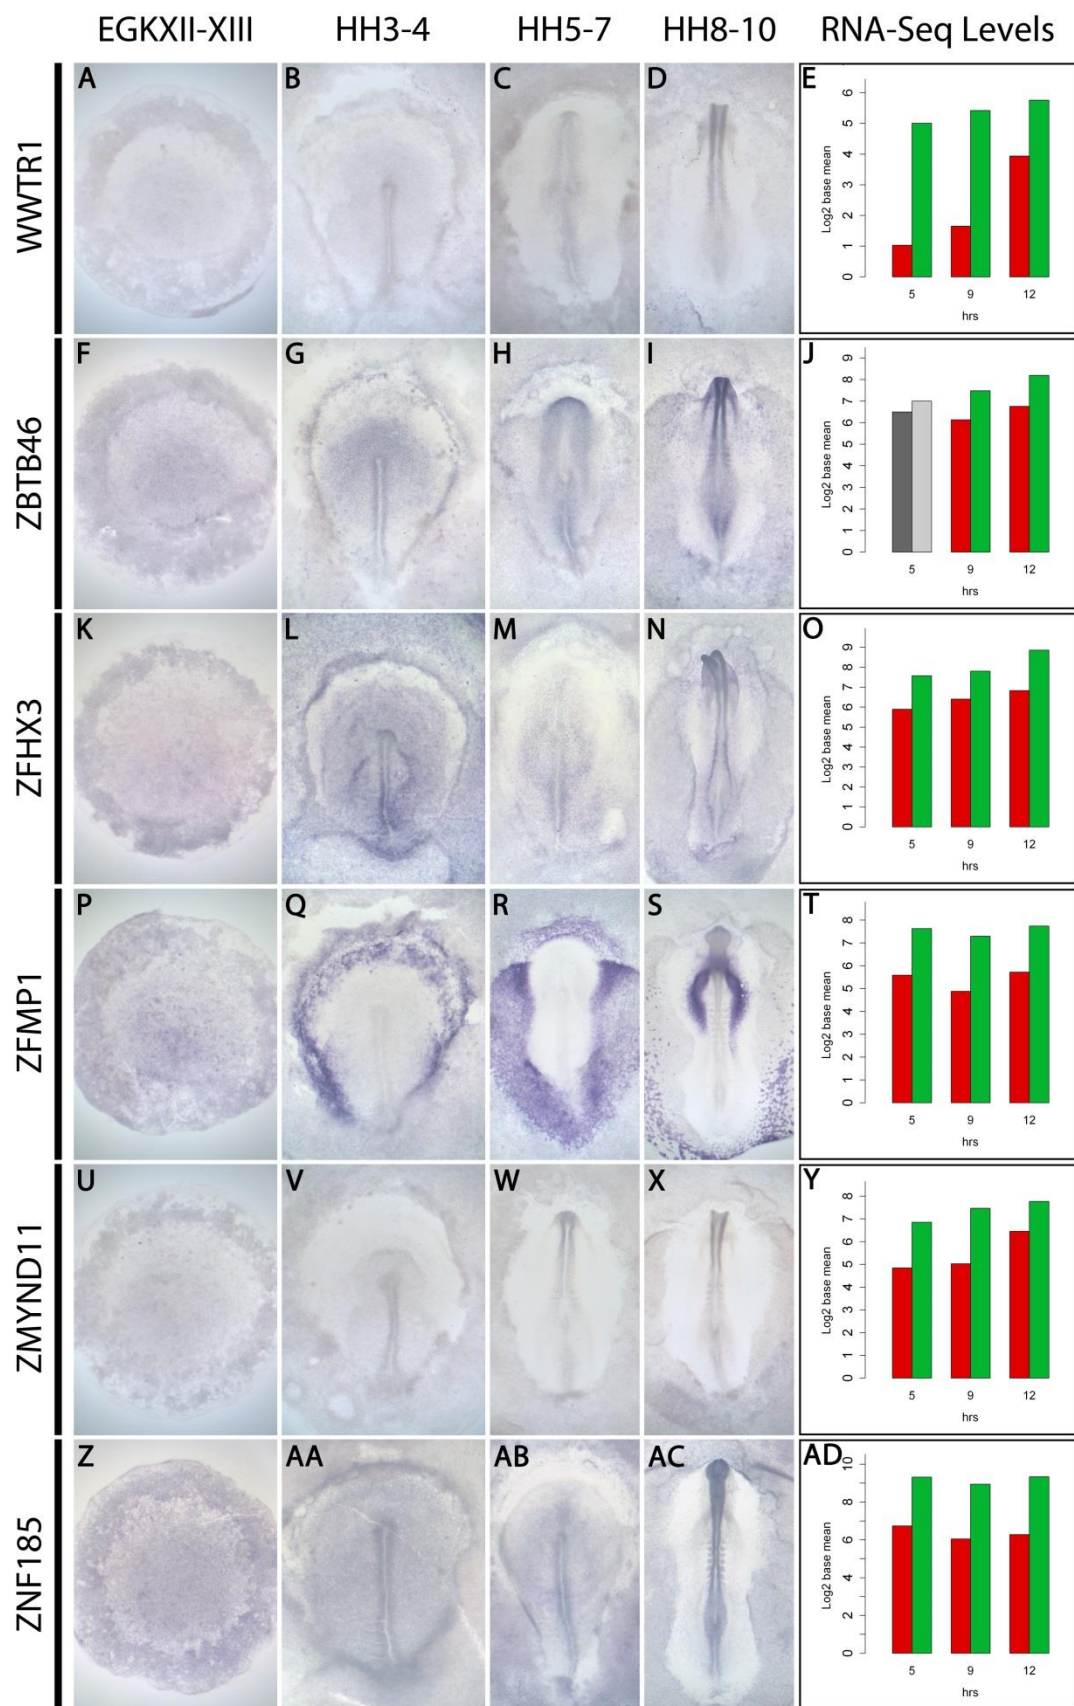 EGKXII-XIII HH3-4 HH5-7 HH8-10 RNA-Seq Levels
WWTR1
A B C D E
Log2 base mean
6
5
4
3
2
1
0
5 9 12
hrs
ZBTB46
F G H I J
Log2 base mean
9
8
7
6
5
4
3
2
1
0
5 9 12
hrs
ZFHX3
K L M N O
Log2 base mean
9
8
7
6
5
4
3
2
1
0
5 9 12
hrs
ZFMP1
P Q R S T
Log2 base mean
8
7
6
5
4
3
2
1
0
5 9 12
hrs
ZMYND11
U V W X Y
Log2 base mean
8
7
6
5
4
3
2
1
0
5 9 12
hrs
ZNF185
Z AA AB AC AD
Log2 base mean
10
8
6
4
2
0
5 9 12
hrs